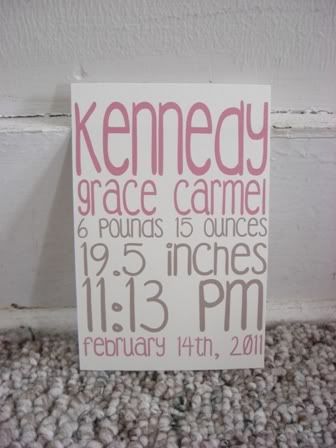 Kennedy
grace carmel
6 pounds 15 ounces
19.5 inches
11:13 pm
february 14th, 2011